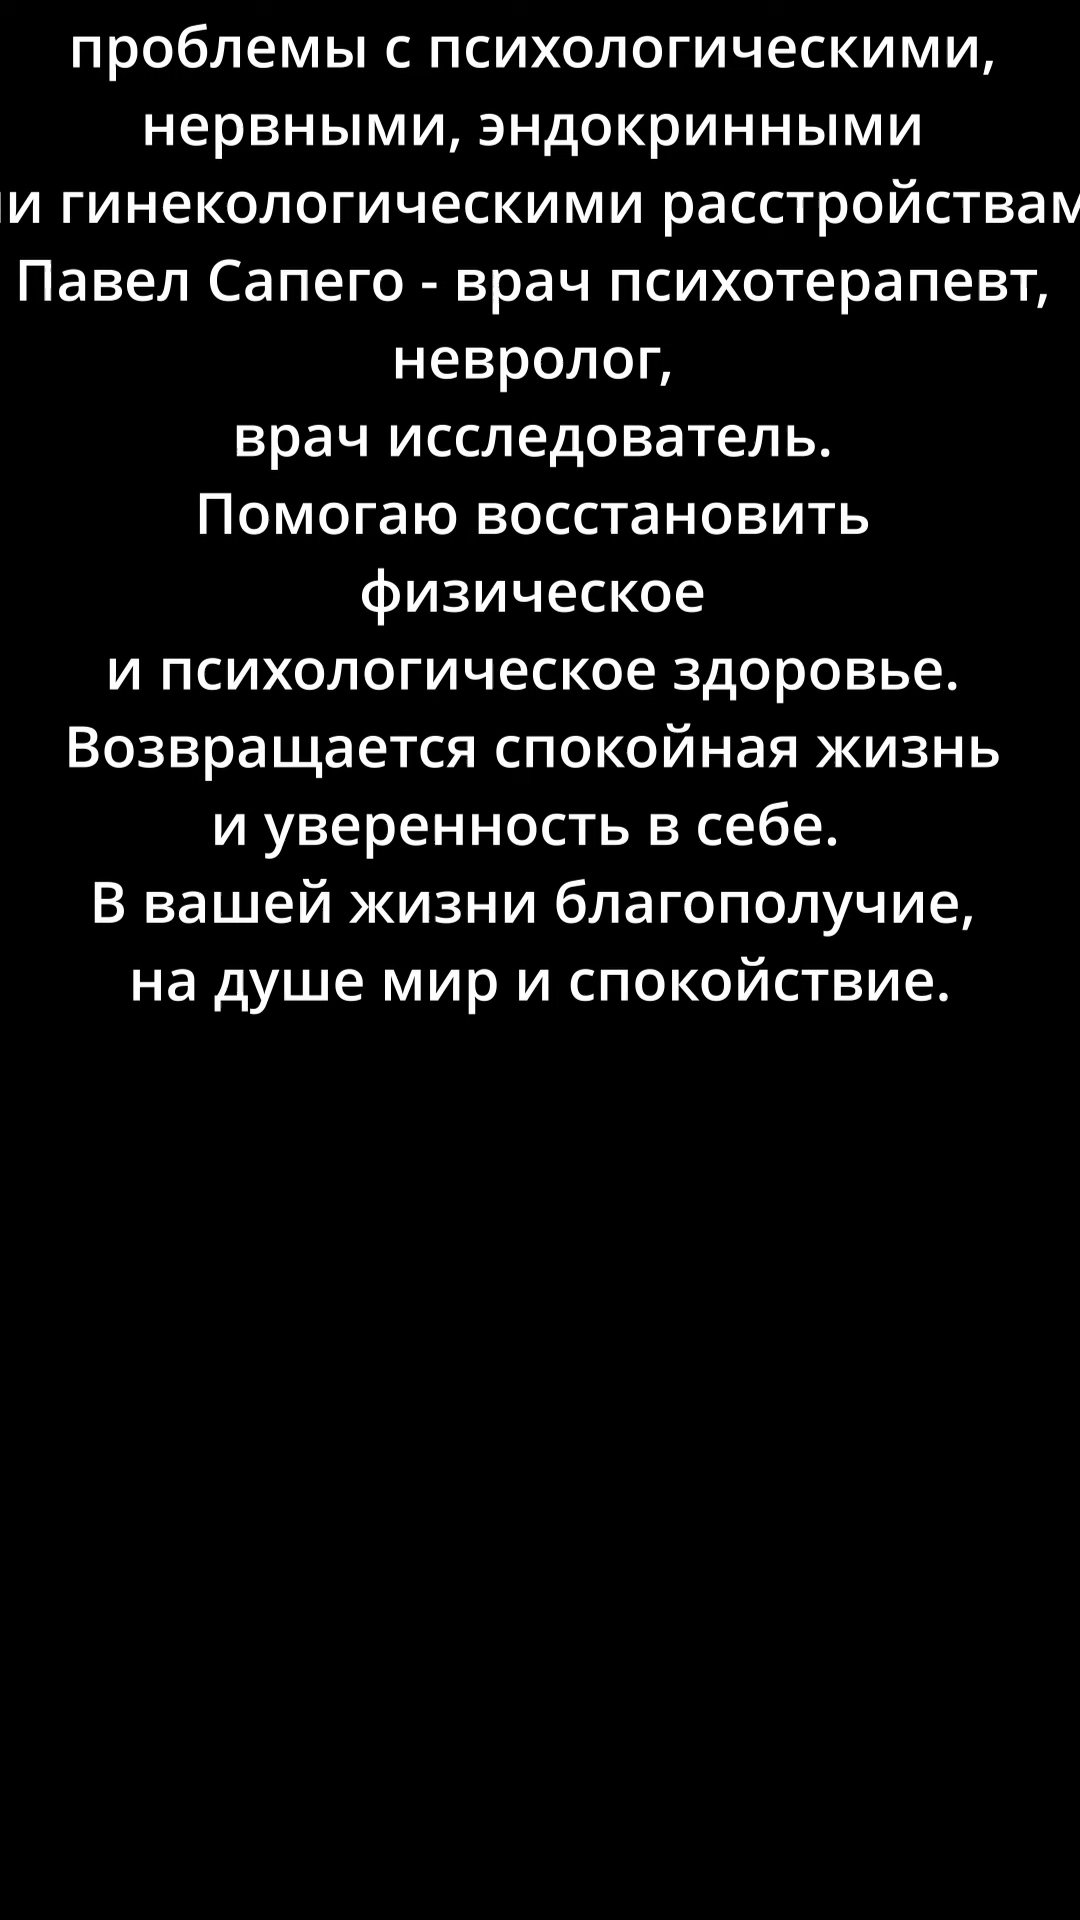 проблемы с психологическими,
нервными, эндокринными
и гинекологическими расстройствам
Павел Сапего - врач психотерапевт,
невролог,
врач исследователь.
Помогаю восстановить
физическое
и психологическое здоровье.
Возвращается спокойная жизнь
и уверенность в себе.
В вашей жизни благополучие,
на душе мир и спокойствие.